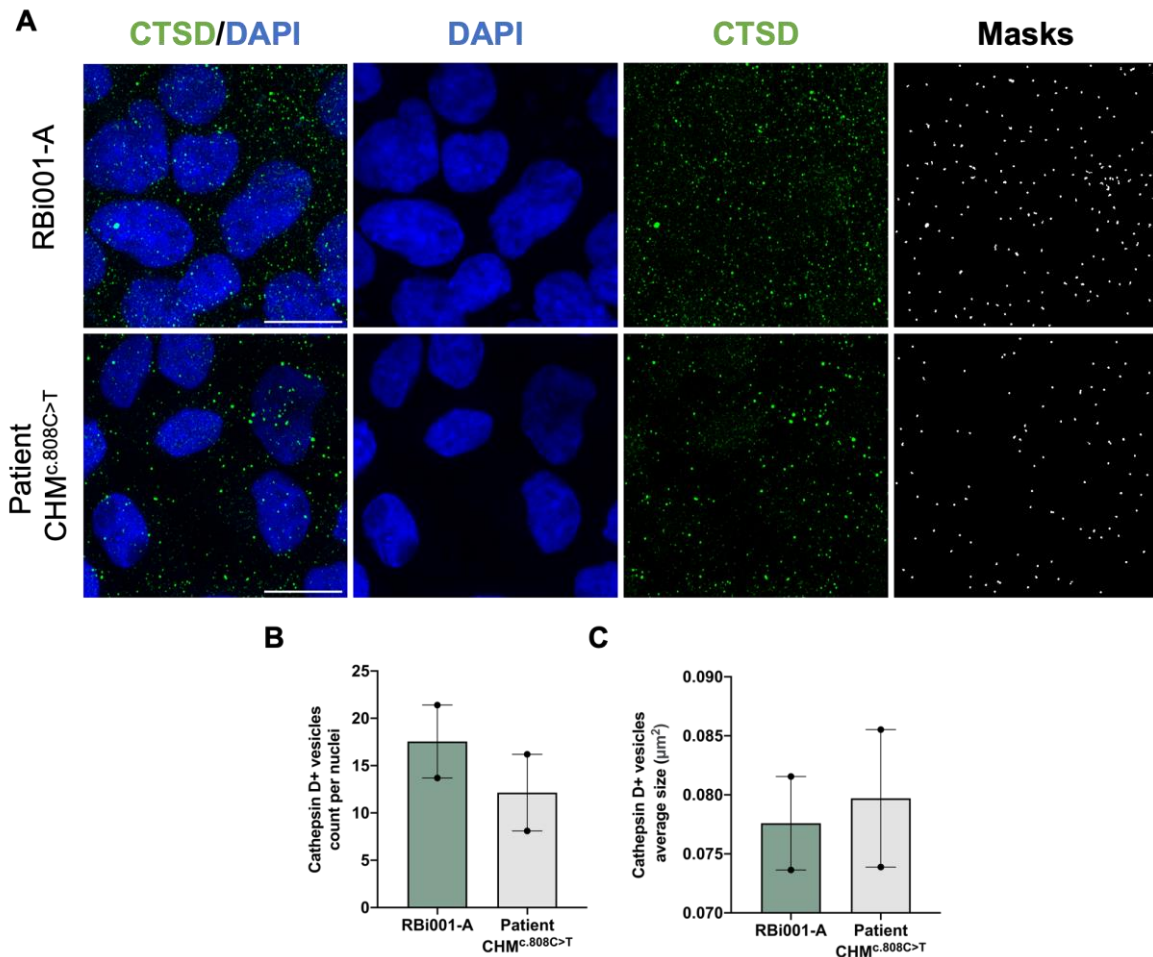 A
CTSD/DAPI
DAPI
CTSD
Masks
RBi001-A
Patient
CHMc.808C>T
B
Cathepsin D+ vesicles
count per nuclei
25
20
15
10
5
0
RBi001-A
Patient
CHMc.808C>T
C
Cathepsin D+ vesicles
average size (µm²)
0.090
0.085
0.080
0.075
0.070
RBi001-A
Patient
CHMc.808C>T